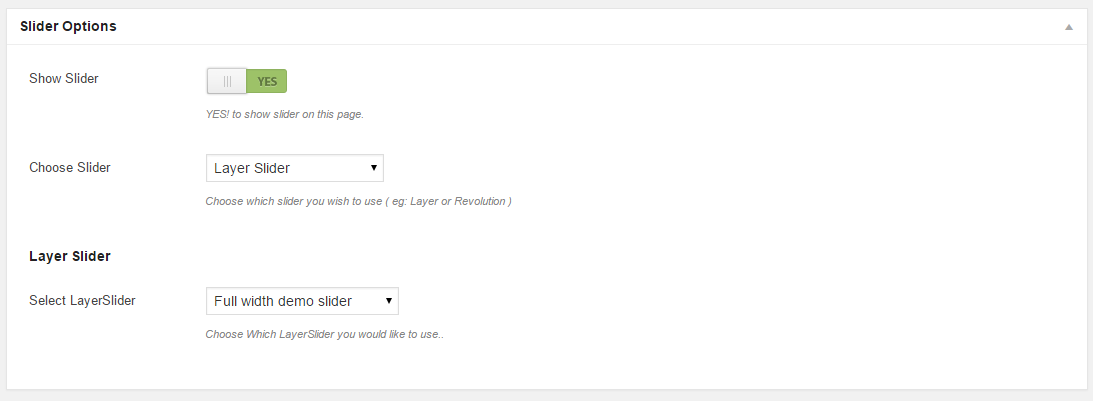 Slider Options
Show Slider
YES
YES! to show slider on this page.
Choose Slider
Layer Slider
Choose which slider you wish to use ( eg: Layer or Revolution )
Layer Slider
Select LayerSlider
Full width demo slider
Choose Which LayerSlider you would like to use..